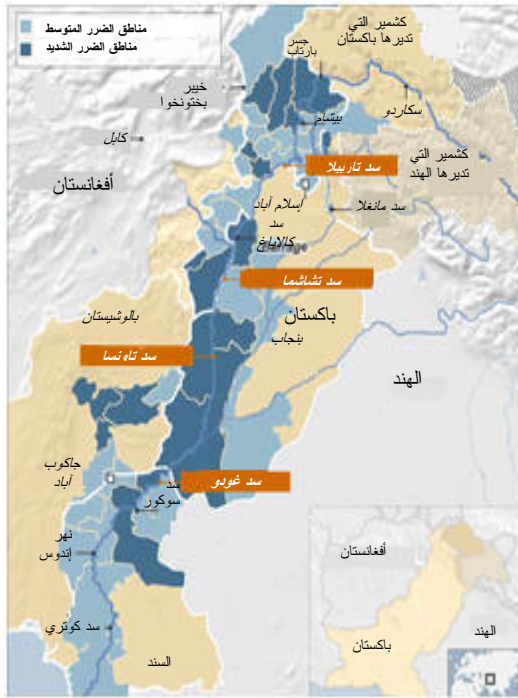 مناطق الضرر المتوسط
مناطق الضرر الشديد
كشمير التي
تديرها باكستان
جسر
بارتاب
خيبر
بختونخوا
بيشام
سكاردو
كابل
سد تاربيلا
كشمير التي
تديرها الهند
أفغانستان
إسلام آباد
سد مانغلا
سد
كالاباغ
سد تشاشما
باكستان
بالوشيستان
بنجاب
سد تاونسا
الهند
جاكوب
آباد
سد غودو
سد
سوكور
نهر
إندوس
سد كوتري
السند
أفغانستان
باكستان
الهند